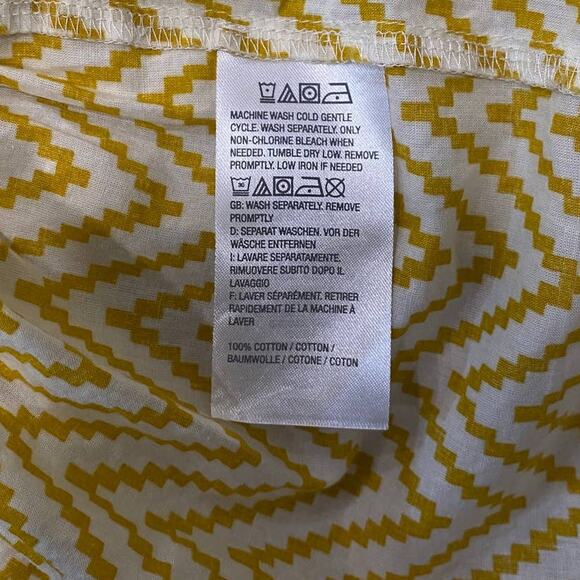 MACHINE WASH COLD GENTLE
CYCLE. WASH SEPARATELY. ONLY
NON-CHLORINE BLEACH WHEN
NEEDED. TUMBLE DRY LOW. REMOVE
PROMPTLY. LOW IRON IF NEEDED
GB: WASH SEPARATELY. REMOVE
PROMPTLY
D: SEPARAT WASCHEN. VOR DER
WÄSCHE ENTFERNEN
I: LAVARE SEPARATAMENTE.
RIMUOVERE SUBITO DOPO IL
LAVAGGIO
F: LAVER SÉPARÉMENT. RETIRER
RAPIDEMENT DE LA MACHINE À
LAVER
100% COTTON / COTTON /
BAUMWOLLE / COTONE / COTON